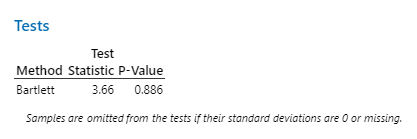 Tests
Test
Method Statistic P-Value
Bartlett 3.66 0.886
Samples are omitted from the tests if their standard deviations are 0 or missing.